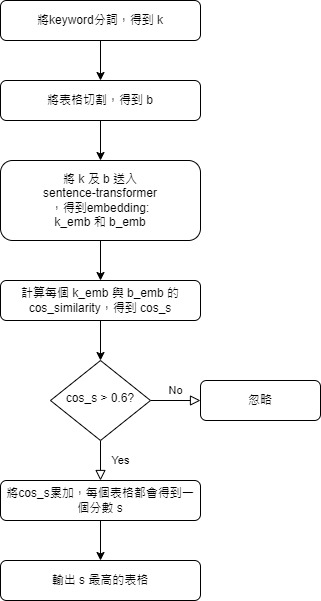 將keyword分詞，得到 k
將表格切割，得到 b
將 k 及 b 送入
sentence-transformer
，得到embedding:
k_emb 和 b_emb
計算每個 k_emb 與 b_emb 的
cos_similarity，得到 cos_s
cos_s > 0.6?
No
忽略
Yes
將cos_s累加，每個表格都會得到一
個分數 s
輸出 s 最高的表格